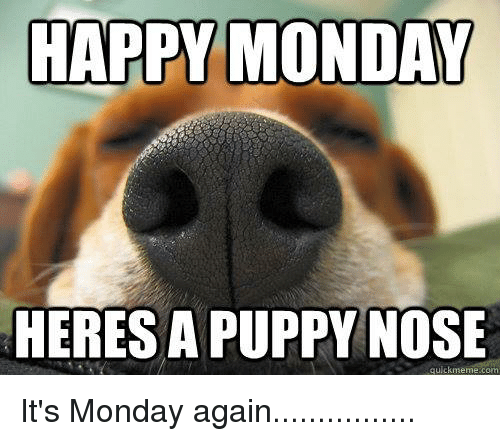 HAPPY MONDAY
HERES A PUPPY NOSE
quickmeme.com
It's Monday again................